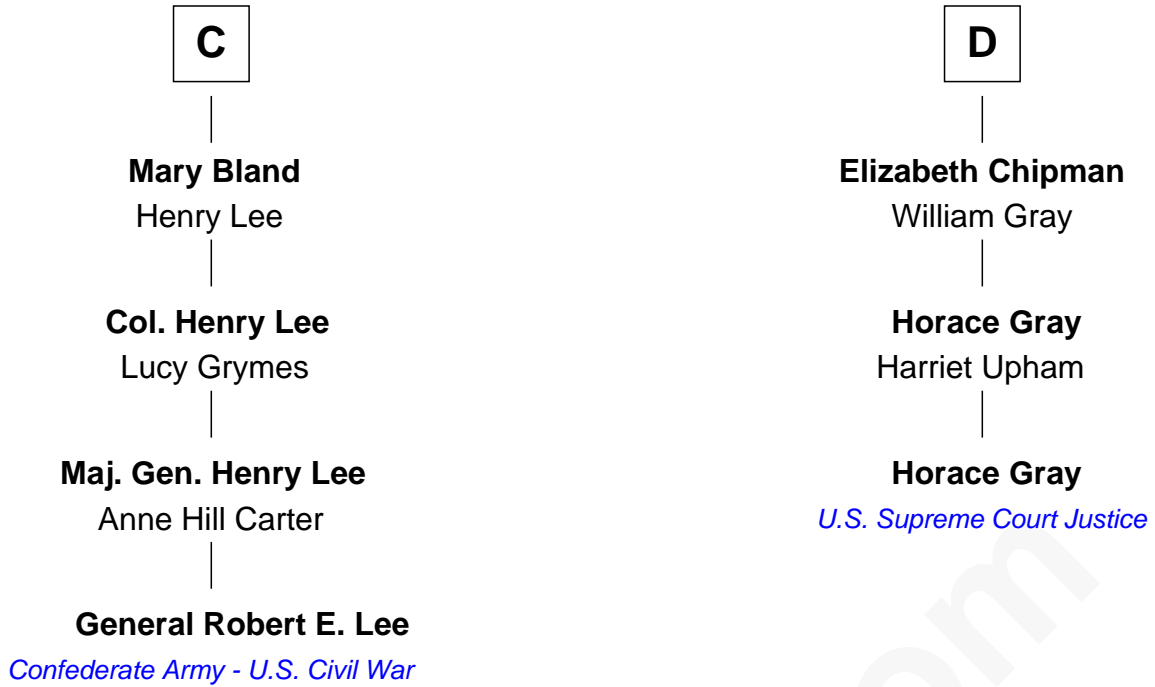 C
Mary Bland
Henry Lee
Col. Henry Lee
Lucy Grymes
Maj. Gen. Henry Lee
Anne Hill Carter
General Robert E. Lee
Confederate Army - U.S. Civil War
D
Elizabeth Chipman
William Gray
Horace Gray
Harriet Upham
Horace Gray
U.S. Supreme Court Justice
om